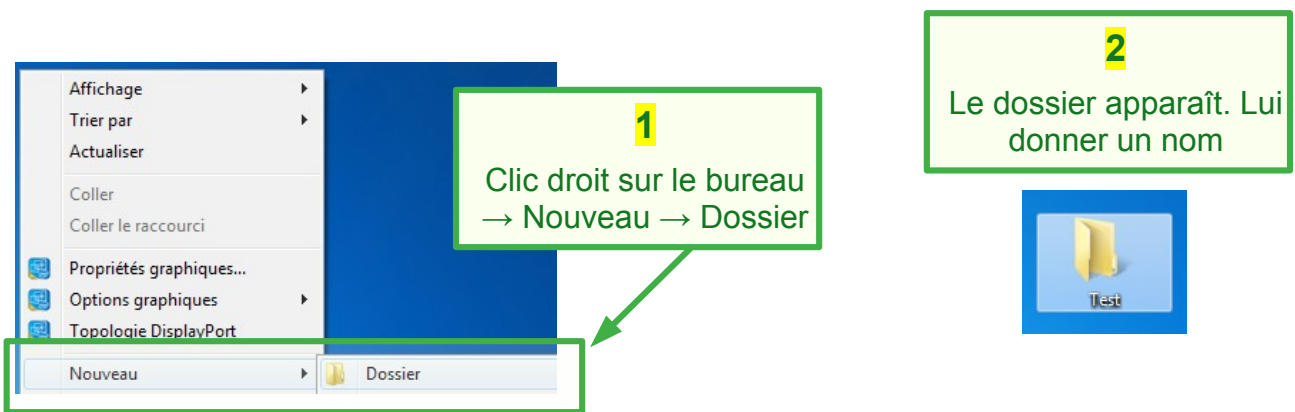 Affichage
Trier par
Actualiser
Coller
Coller le raccourci
Propriétés graphiques...
Options graphiques
Topologie DisplayPort
Nouveau
Dossier
1
Clic droit sur le bureau
→ Nouveau → Dossier
2
Le dossier apparaît. Lui
donner un nom
Test